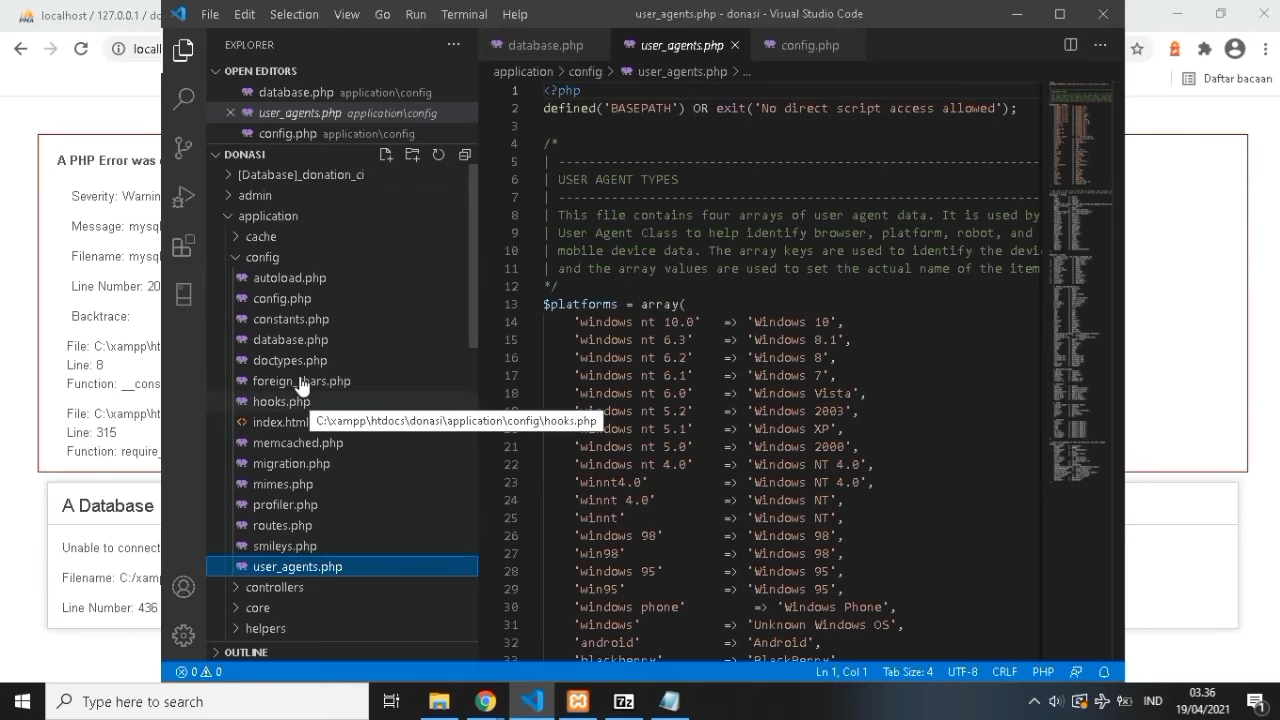 localhost / 127.0.0.1 / do
locall
Daftar bacaan
File Edit Selection View Go Run Terminal Help
user_agents.php - donasi - Visual Studio Code
EXPLORER
database.php
user_agents.php
config.php
OPEN EDITORS
database.php application\config
user_agents.php application\config
config.php application\config
DONASI
[Database]_donation_ci
admin
application
cache
config
autoload.php
config.php
constants.php
database.php
doctypes.php
foreign_chars.php
hooks.php
index.html
C:\xampp\htdocs\donasi\application\config\hooks.php
memcached.php
migration.php
mimes.php
profiler.php
routes.php
smileys.php
user_agents.php
controllers
core
helpers
OUTLINE
application > config > user_agents.php > ...
1 <?php
2 defined('BASEPATH') OR exit('No direct script access allowed');
3
4 /*
5 | -------------------------------------------------------------------
6 | USER AGENT TYPES
7 | -------------------------------------------------------------------
8 | This file contains four arrays of user agent data. It is used by
9 | User Agent Class to help identify browser, platform, robot, and
10 | mobile device data. The array keys are used to identify the devi
11 | and the array values are used to set the actual name of the item
12 */
13 $platforms = array(
14 'windows nt 10.0' => 'Windows 10',
15 'windows nt 6.3' => 'Windows 8.1',
16 'windows nt 6.2' => 'Windows 8',
17 'windows nt 6.1' => 'Windows 7',
18 'windows nt 6.0' => 'Windows Vista',
'windows nt 5.2' => 'Windows 2003',
'windows nt 5.1' => 'Windows XP',
21 'windows nt 5.0' => 'Windows 2000',
22 'windows nt 4.0' => 'Windows NT 4.0',
23 'winnt4.0' => 'Windows NT 4.0',
24 'winnt 4.0' => 'Windows NT',
25 'winnt' => 'Windows NT',
26 'windows 98' => 'Windows 98',
27 'win98' => 'Windows 98',
28 'windows 95' => 'Windows 95',
29 'win95' => 'Windows 95',
30 'windows phone' => 'Windows Phone',
31 'windows' => 'Unknown Windows OS',
32 'android' => 'Android',
33 'blackberry' => 'BlackBerry'
0 0
Ln 1, Col 1 Tab Size: 4 UTF-8 CRLF PHP
A PHP Error was e
Severity: Warnin
Message: mysql
Filename: mysql
Line Number: 20
Backtrace:
File: C:\xampp\ht
Line: 8
Function: __cons
File: C:\xampp\ht
Line: 315
Function: require_
A Database
Unable to connect
Filename: C:/xamp
Line Number: 436
Type here to search
IND
03.36
19/04/2021
1